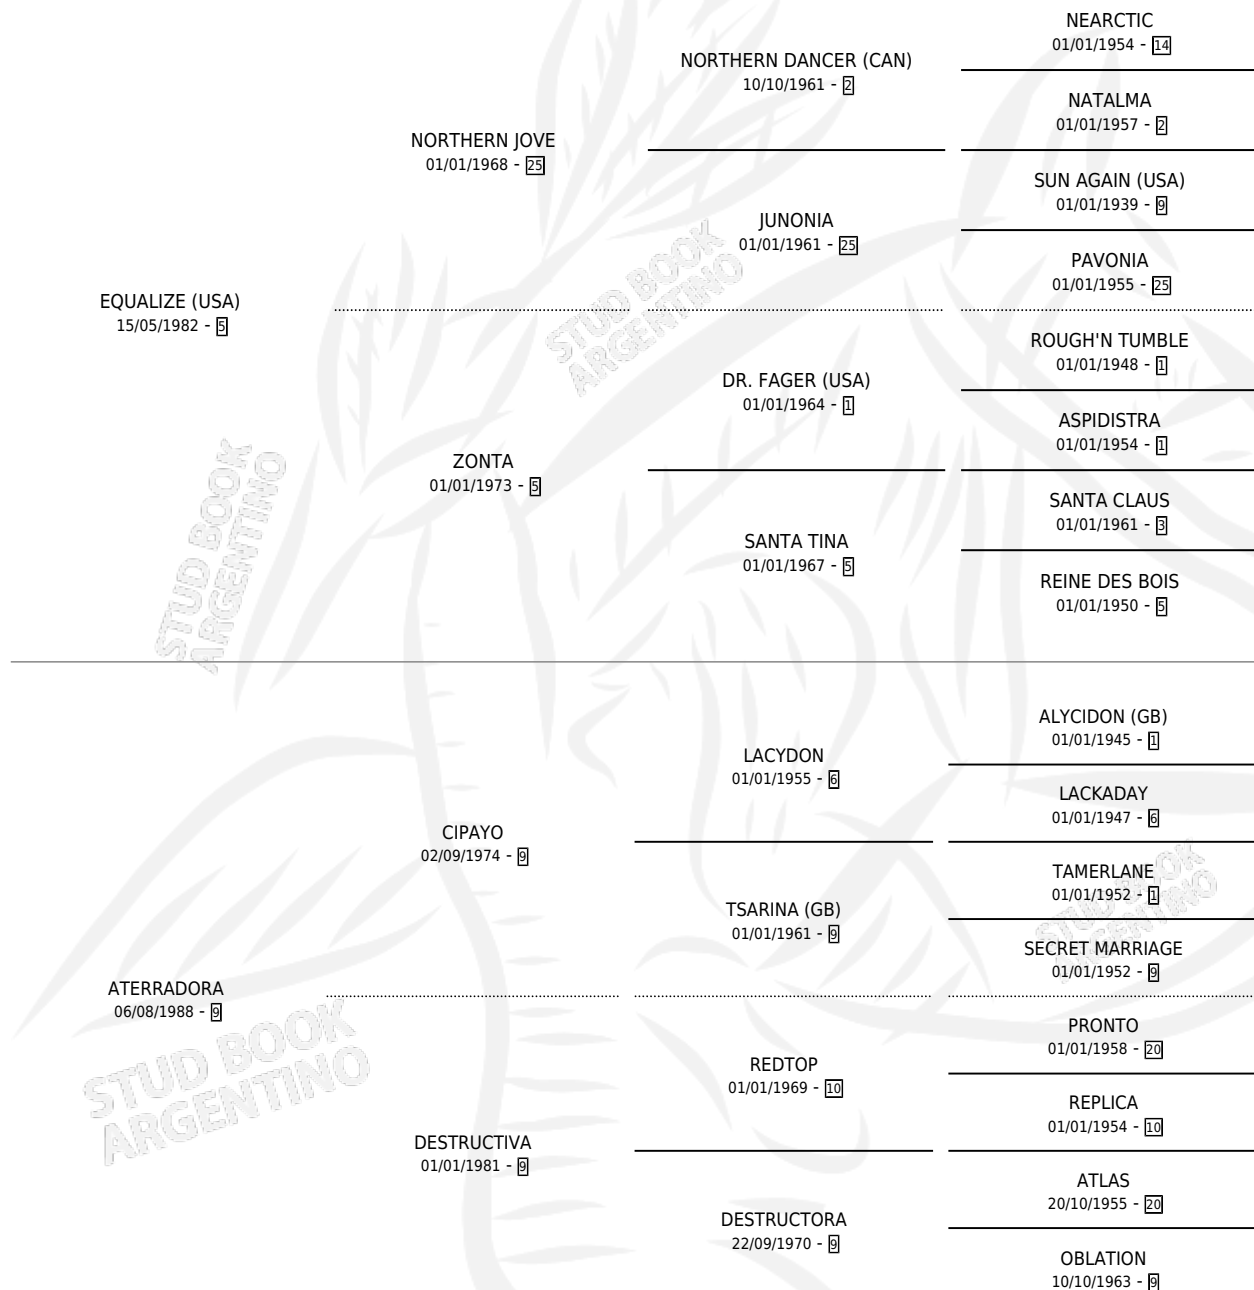 NEARCTIC
01/01/1954 - 14
NORTHERN DANCER (CAN)
10/10/1961 - 2
NATALMA
01/01/1957 - 2
NORTHERN JOVE
01/01/1968 - 25
SUN AGAIN (USA)
01/01/1939 - 9
JUNONIA
01/01/1961 - 25
PAVONIA
01/01/1955 - 25
EQUALIZE (USA)
15/05/1982 - 5
ROUGH'N TUMBLE
01/01/1948 - 1
DR. FAGER (USA)
01/01/1964 - 1
ASPIDISTRA
01/01/1954 - 1
ZONTA
01/01/1973 - 5
SANTA CLAUS
01/01/1961 - 3
SANTA TINA
01/01/1967 - 5
REINE DES BOIS
01/01/1950 - 5
ALYCIDON (GB)
01/01/1945 - 1
LACYDON
01/01/1955 - 6
LACKADAY
01/01/1947 - 6
CIPAYO
02/09/1974 - 9
TAMERLANE
01/01/1952 - 1
TSARINA (GB)
01/01/1961 - 9
SECRET MARRIAGE
01/01/1952 - 9
ATERRADORA
06/08/1988 - 9
PRONTO
01/01/1958 - 20
REDTOP
01/01/1969 - 10
REPLICA
01/01/1954 - 10
DESTRUCTIVA
01/01/1981 - 9
ATLAS
20/10/1955 - 20
DESTRUCTORA
22/09/1970 - 9
OBLATION
10/10/1963 - 9
STUD BOOK
ARGENTINO
STUD BOOK
ARGENTINO
STUD BOOK
ARGENTINO
STUD BOOK
ARGENTINO